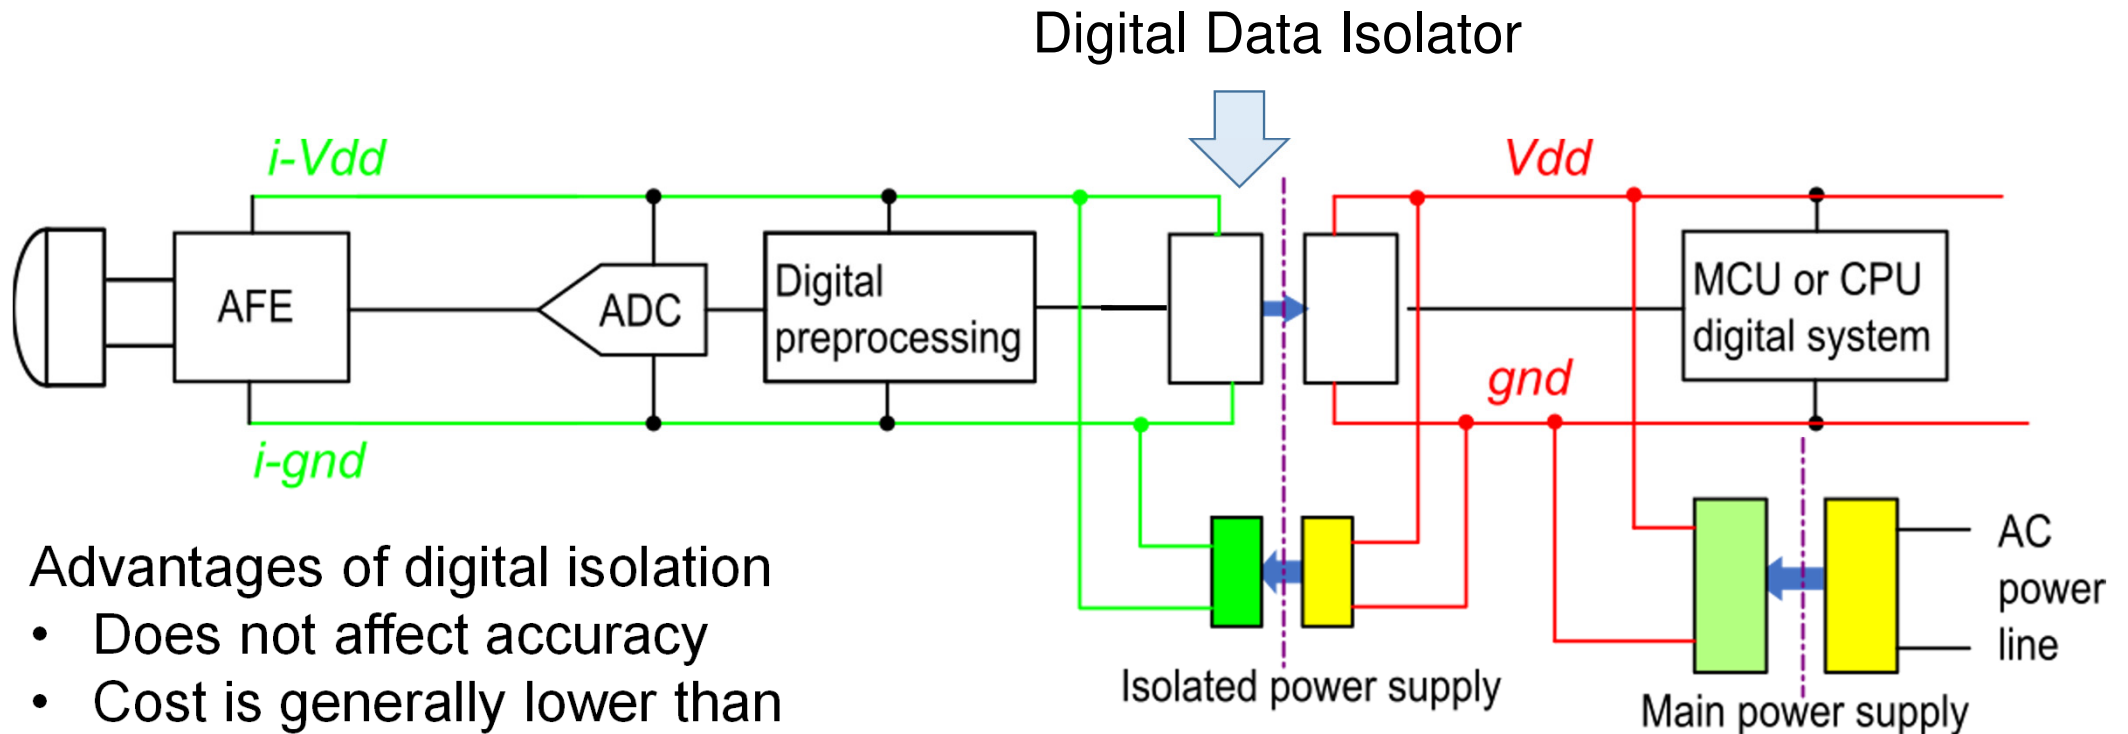 Digital Data Isolator
i-Vdd
Vdd
AFE
ADC
Digital
preprocessing
MCU or CPU
digital system
gnd
i-gnd
AC
power
line
Isolated power supply
Main power supply
Advantages of digital isolation
• Does not affect accuracy
• Cost is generally lower than